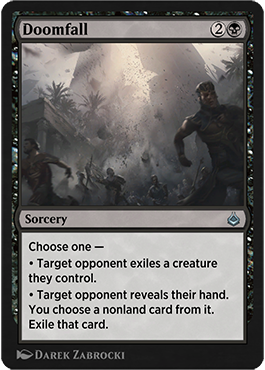 Doomfall 2
Sorcery
Choose one —
• Target opponent exiles a creature
they control.
• Target opponent reveals their hand.
You choose a nonland card from it.
Exile that card.
DAREK ZABROCKI